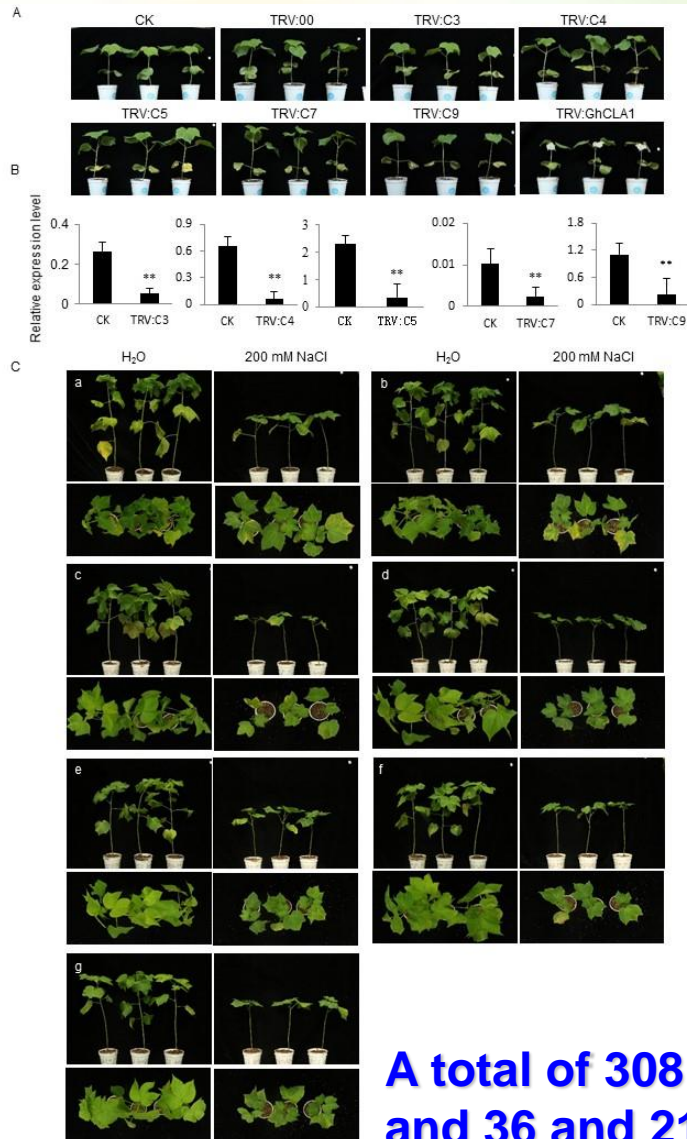 A
CK TRV:00 TRV:C3 TRV:C4
TRV:C5 TRV:C7 TRV:C9 TRV:GhCLA1
B
Relative expression level
0.4
0.2
0
CK TRV:C3
**
0.9
0.6
0.3
0
CK TRV:C4
**
3
2
1
0
CK TRV:C5
**
0.02
0.01
0
CK TRV:C7
**
1.8
1.2
0.6
0
CK TRV:C9
**
C
H₂O 200 mM NaCl H₂O 200 mM NaCl
a b
c d
e f
g
A total of 308
and 36 and 21